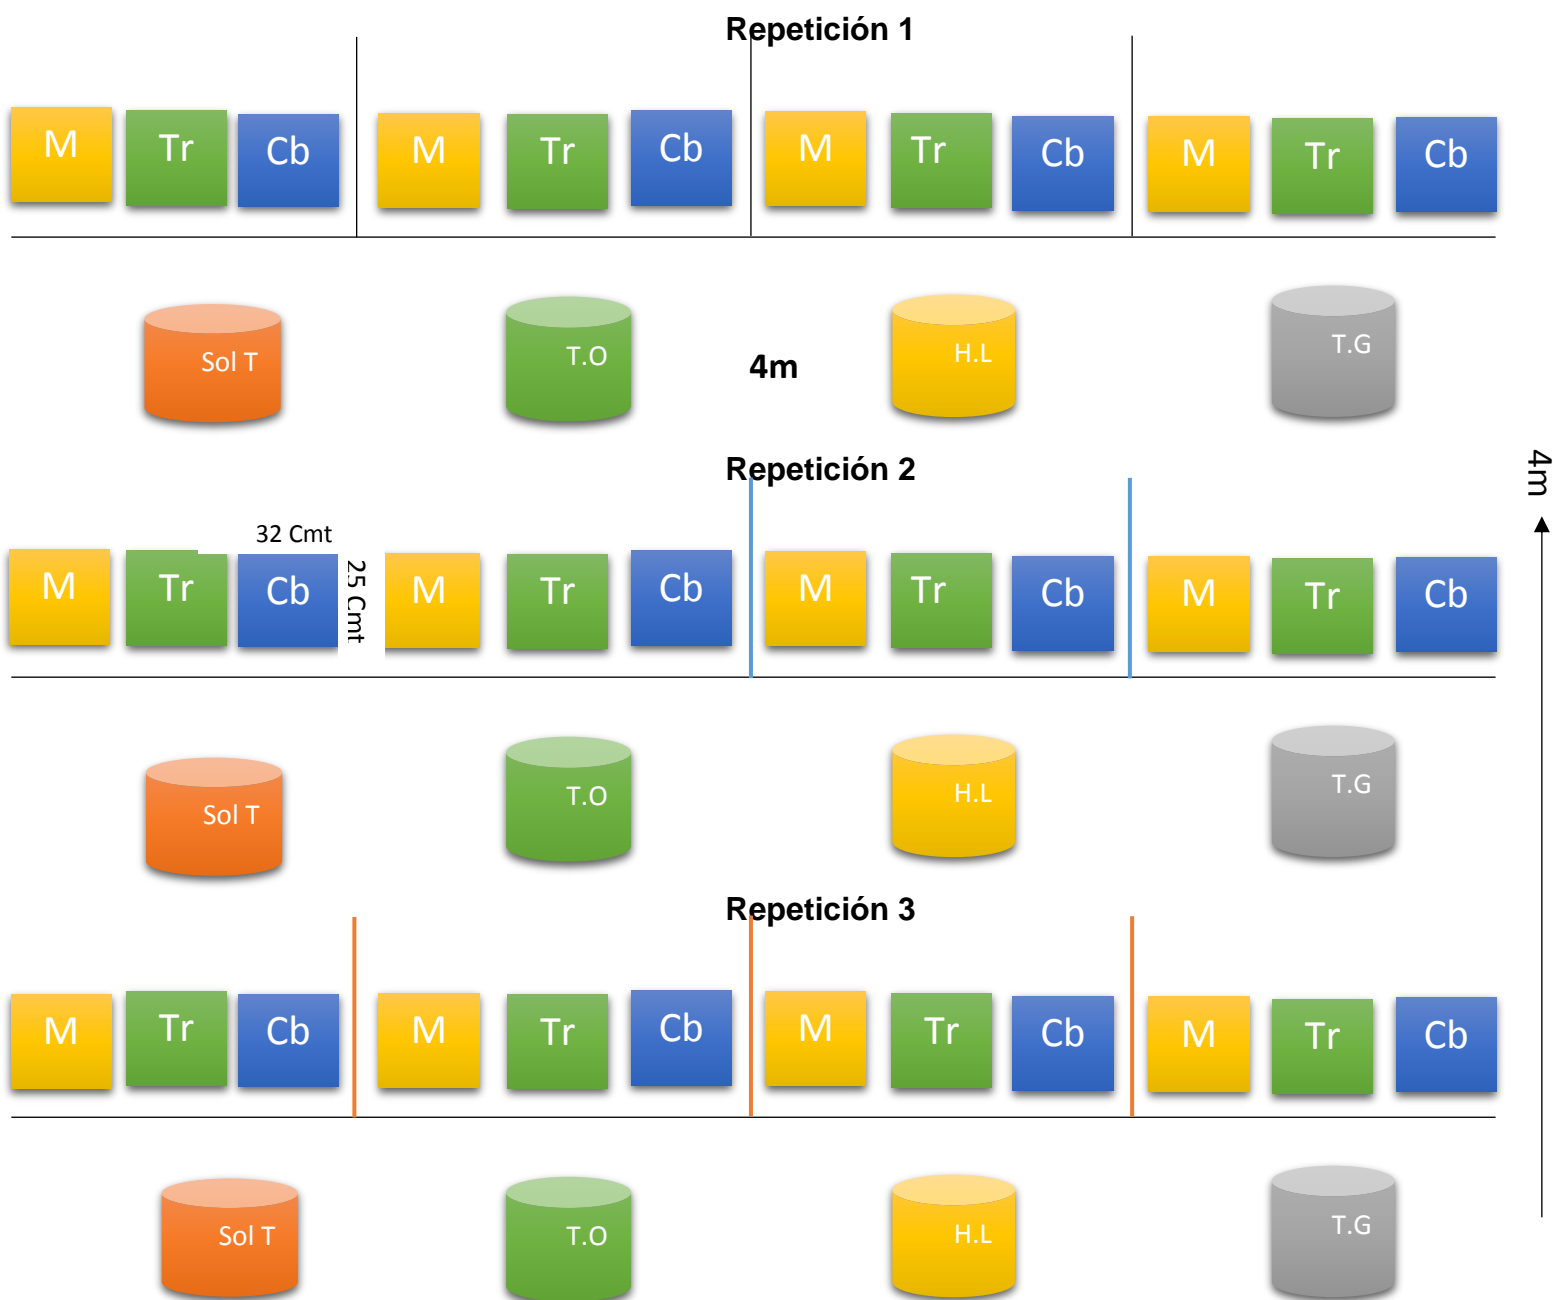 Repetición 1
M Tr Cb M Tr Cb M Tr Cb M Tr Cb
Sol T T.O 4m H.L T.G
Repetición 2
4m
32 Cmt
25 Cmt
M Tr Cb M Tr Cb M Tr Cb M Tr Cb
Sol T T.O H.L T.G
Repetición 3
M Tr Cb M Tr Cb M Tr Cb M Tr Cb
Sol T T.O H.L T.G